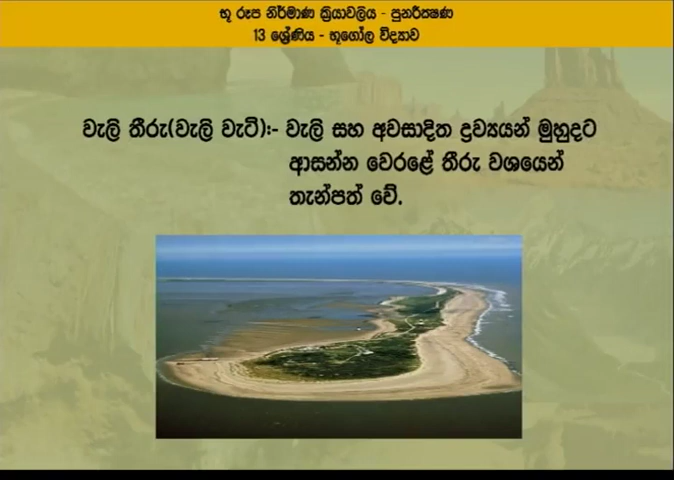 භූ රූප නිර්මාණ ක්‍රියාවලිය - පුනරීක්ෂණ
13 ශ්‍රේණිය - භූගෝල විද්‍යාව
වැලි තීරු(වැලි වැටි):- වැලි සහ අවසාදිත ද්‍රව්‍යයන් මුහුදට
ආසන්න වෙරළේ තීරු වශයෙන්
තැන්පත් වේ.